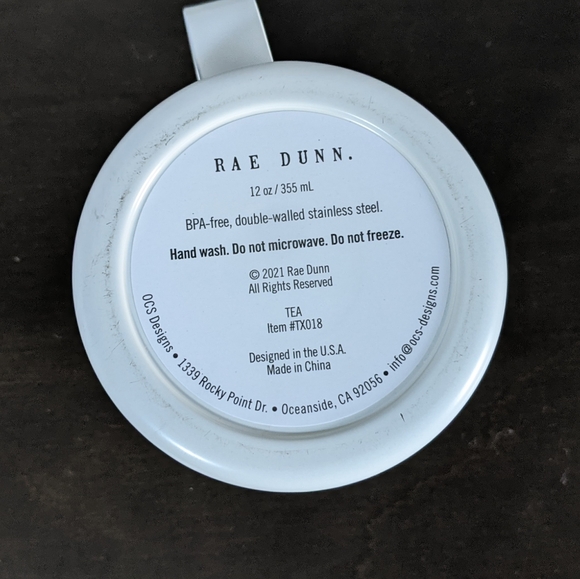 RAE DUNN.
12 oz / 355 mL
BPA-free, double-walled stainless steel.
Hand wash. Do not microwave. Do not freeze.
© 2021 Rae Dunn
All Rights Reserved
TEA
Item #TX018
Designed in the U.S.A.
Made in China
OCS Designs • 1339 Rocky Point Dr. • Oceanside, CA 92056 • info@ocs-designs.com